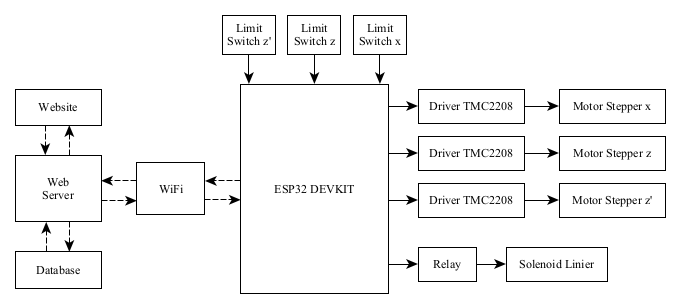 Limit
Switch z'
Limit
Switch z
Limit
Switch x
Website
Driver TMC2208
Motor Stepper x
Driver TMC2208
Motor Stepper z
Web
Server
WiFi
ESP32 DEVKIT
Driver TMC2208
Motor Stepper z'
Database
Relay
Solenoid Linier